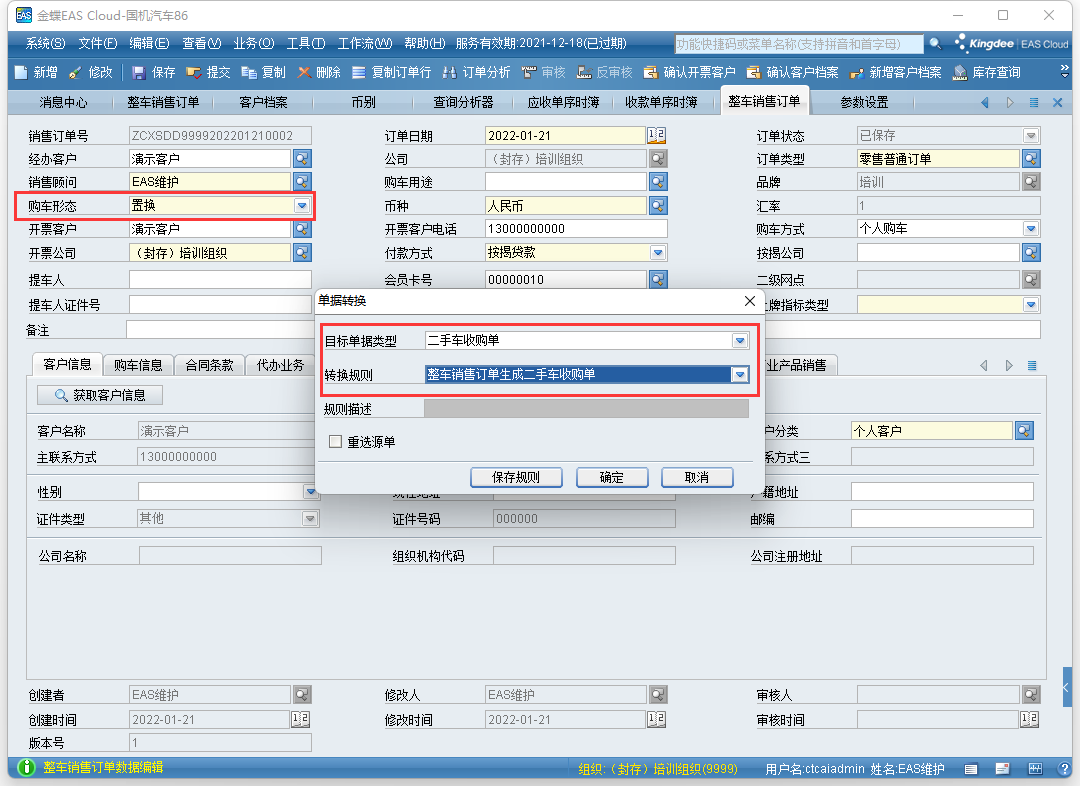 金蝶EAS Cloud-国机汽车86
系统(S) 文件(F) 编辑(E) 查看(V) 业务(O) 工具(T) 工作流(W) 帮助(H) 服务有效期:2021-12-18(已过期) 功能快捷码或菜单名称(支持拼音和首字母) Kingdee EAS Cloud
新增 修改 保存 提交 复制 删除 复制订单行 订单分析 审核 反审核 确认开票客户 确认客户档案 新增客户档案 库存查询
消息中心 整车销售订单 客户档案 币别 查询分析器 应收单序时簿 收款单序时簿 整车销售订单 参数设置
销售订单号 ZCXSDD9999202201210002 订单日期 2022-01-21 订单状态 已保存
经办客户 演示客户 公司 （封存）培训组织 订单类型 零售普通订单
销售顾问 EAS维护 购车用途 品牌 培训
购车形态 置换 币种 人民币 汇率 1
开票客户 演示客户 开票客户电话 13000000000 购车方式 个人购车
开票公司 （封存）培训组织 付款方式 按揭贷款 按揭公司
提车人 会员卡号 00000010 二级网点
单据转换
提车人证件号 牌指标类型
备注
目标单据类型 二手车收购单
客户信息 购车信息 合同条款 代办业务 业产品销售
转换规则 整车销售订单生成二手车收购单
获取客户信息
规则描述
客户名称 演示客户 户分类 个人客户
重选源单
主联系方式 13000000000 系方式三
保存规则 确定 取消
性别 籍地址
证件类型 其他 证件号码 000000 邮编
公司名称 组织机构代码 公司注册地址
创建者 EAS维护 修改人 EAS维护 审核人
创建时间 2022-01-21 修改时间 2022-01-21 审核时间
版本号 1
整车销售订单数据编辑 组织:（封存）培训组织(9999) 用户名:ctcaiadmin 姓名:EAS维护